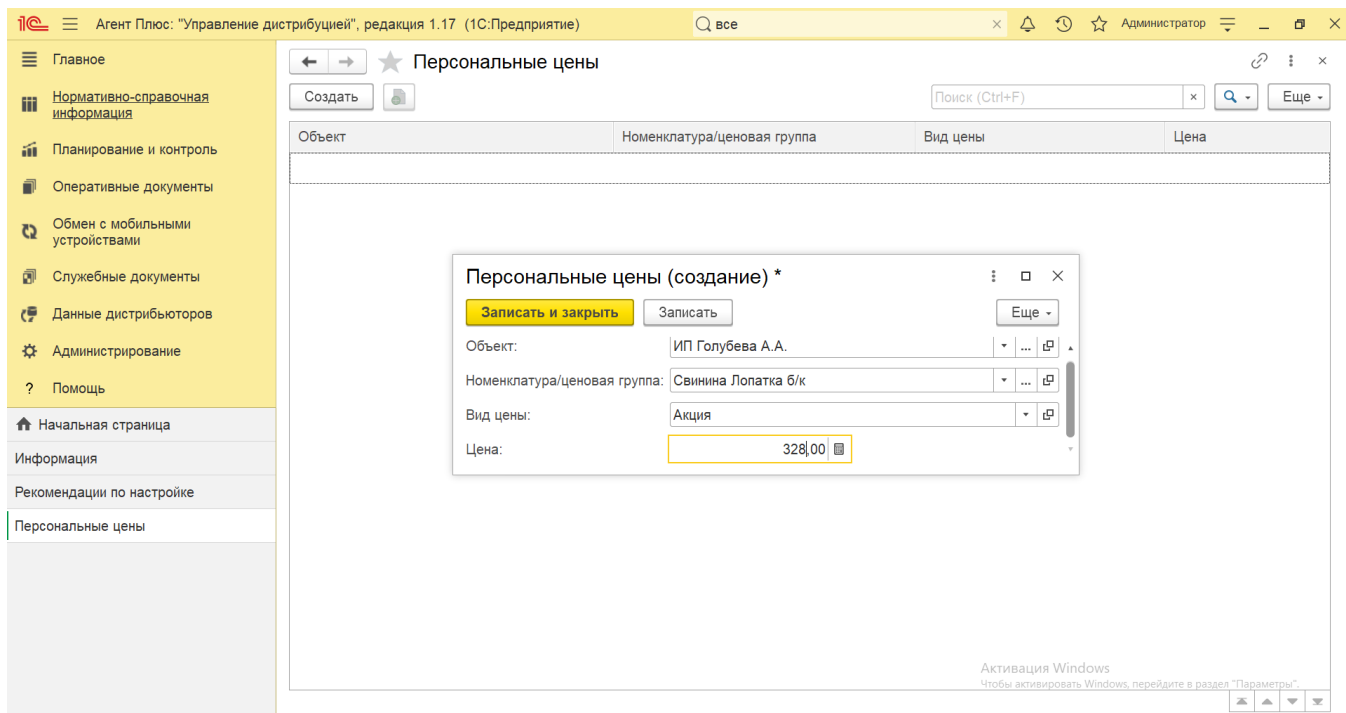 1С Агент Плюс: "Управление дистрибуцией", редакция 1.17 (1С:Предприятие) все Администратор
Главное
Нормативно-справочная
информация
Планирование и контроль
Оперативные документы
Обмен с мобильными
устройствами
Служебные документы
Данные дистрибьюторов
Администрирование
? Помощь
Начальная страница
Информация
Рекомендации по настройке
Персональные цены
Персональные цены
Создать Поиск (Ctrl+F) Еще
Объект Номенклатура/ценовая группа Вид цены Цена
Персональные цены (создание) *
Записать и закрыть Записать Еще
Объект: ИП Голубева А.А.
Номенклатура/ценовая группа: Свинина Лопатка б/к
Вид цены: Акция
Цена: 328,00
Активация Windows
Чтобы активировать Windows, перейдите в раздел "Параметры".